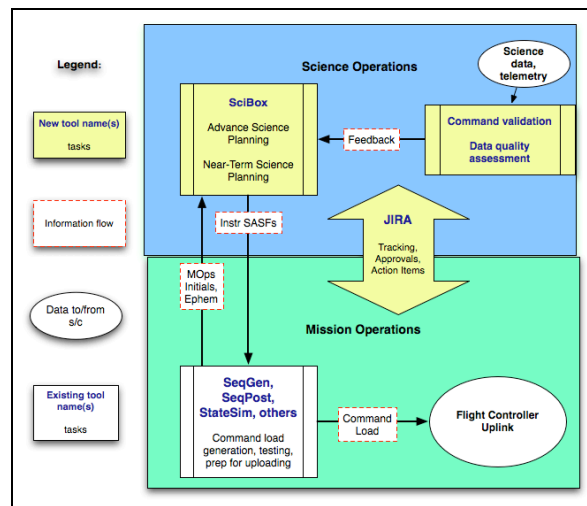 Legend:
New tool name(s)
tasks
Information flow
Data to/from
s/c
Existing tool
name(s)
tasks
Science Operations
Science
data,
telemetry
SciBox
Advance Science
Planning
Near-Term Science
Planning
Feedback
Command validation
Data quality
assessment
Instr SASFs
JIRA
Tracking,
Approvals,
Action Items
MOps
Initials,
Ephem
Mission Operations
SeqGen,
SeqPost,
StateSim, others
Command load
generation, testing,
prep for uploading
Command
Load
Flight Controller
Uplink